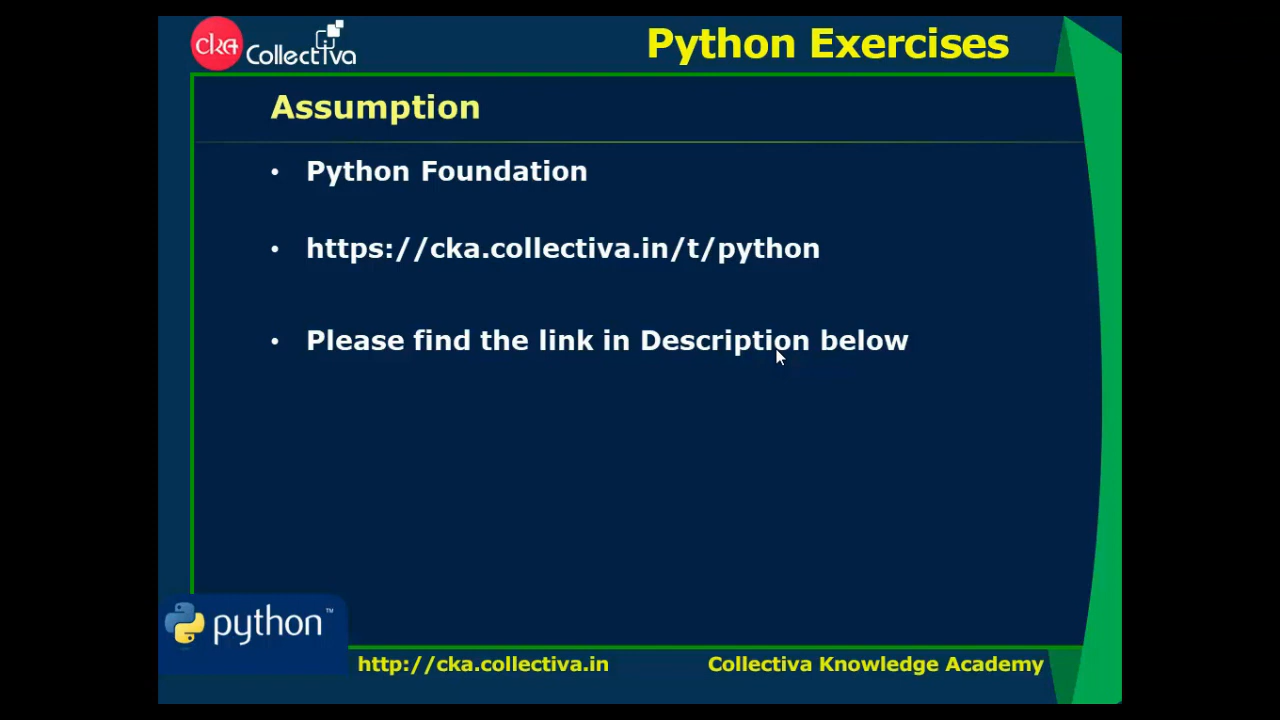 cka Collectiva
Python Exercises
Assumption
• Python Foundation
• https://cka.collectiva.in/t/python
• Please find the link in Description below
python™
http://cka.collectiva.in
Collectiva Knowledge Academy